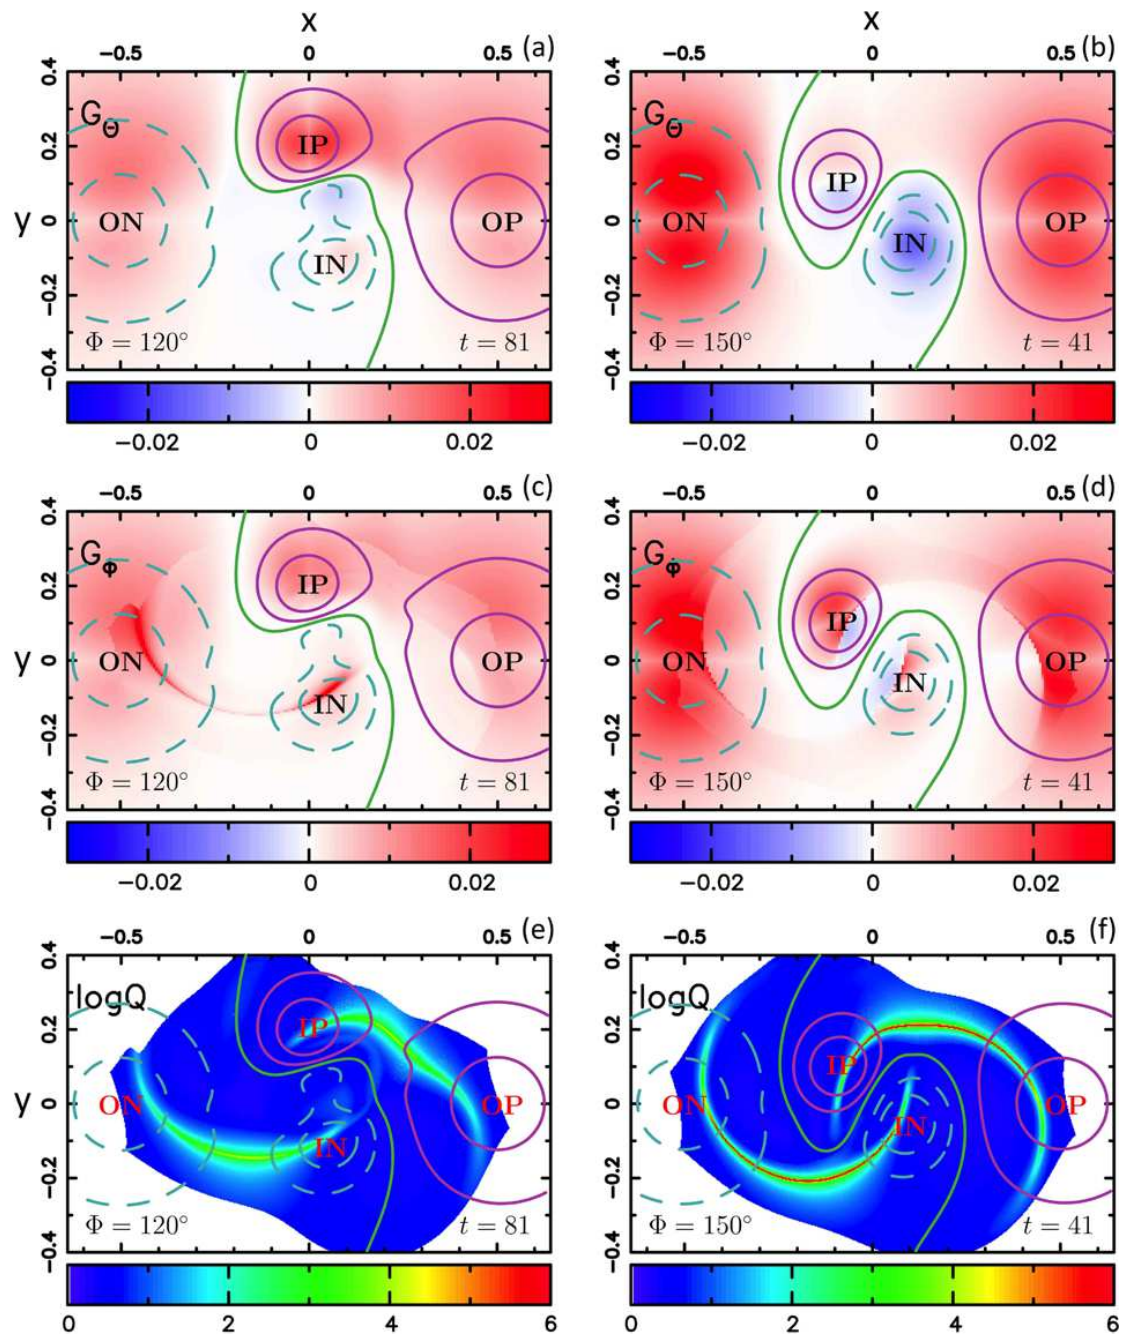 x x
−0.5 0 0.5 (a) −0.5 0 0.5 (b)
0.4 0.4
G_Θ G_Θ
0.2 IP 0.2 IP
y 0 ON OP 0 ON OP
IN IN
−0.2 −0.2
Φ = 120° t = 81 Φ = 150° t = 41
−0.4 −0.4
−0.02 0 0.02 −0.02 0 0.02
−0.5 0 0.5 (c) −0.5 0 0.5 (d)
0.4 0.4
G_Φ G_Φ
0.2 IP 0.2 IP
y 0 ON OP 0 ON OP
IN IN
−0.2 −0.2
Φ = 120° t = 81 Φ = 150° t = 41
−0.4 −0.4
−0.02 0 0.02 −0.02 0 0.02
−0.5 0 0.5 (e) −0.5 0 0.5 (f)
0.4 0.4
logQ logQ
0.2 IP 0.2 IP
y 0 ON OP 0 ON OP
IN IN
−0.2 −0.2
Φ = 120° t = 81 Φ = 150° t = 41
−0.4 −0.4
0 2 4 6 2 4 6